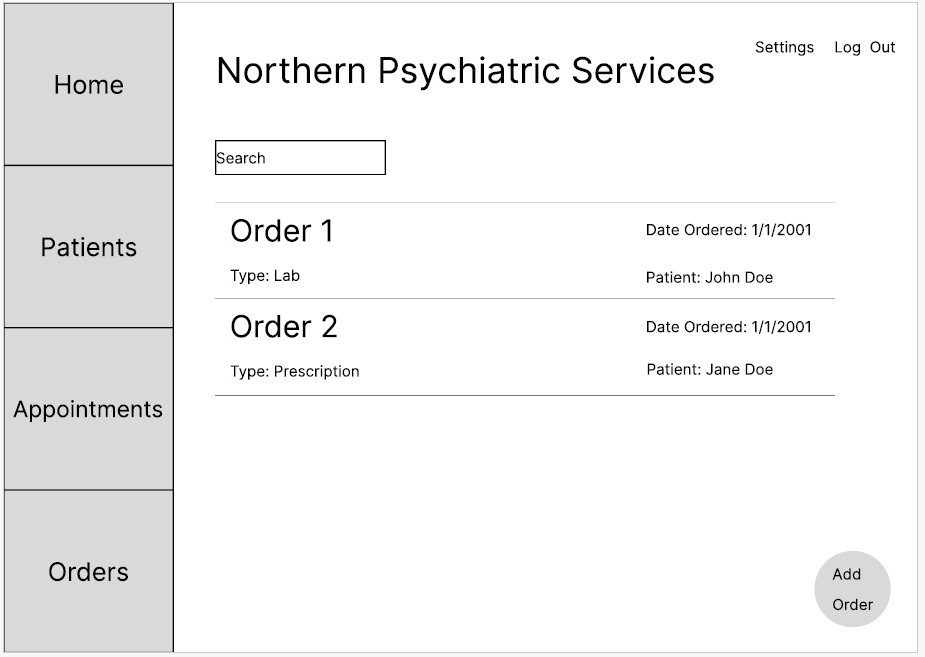 Home
Patients
Appointments
Orders
Settings Log Out
Northern Psychiatric Services
Search
Order 1
Date Ordered: 1/1/2001
Type: Lab
Patient: John Doe
Order 2
Date Ordered: 1/1/2001
Type: Prescription
Patient: Jane Doe
Add
Order